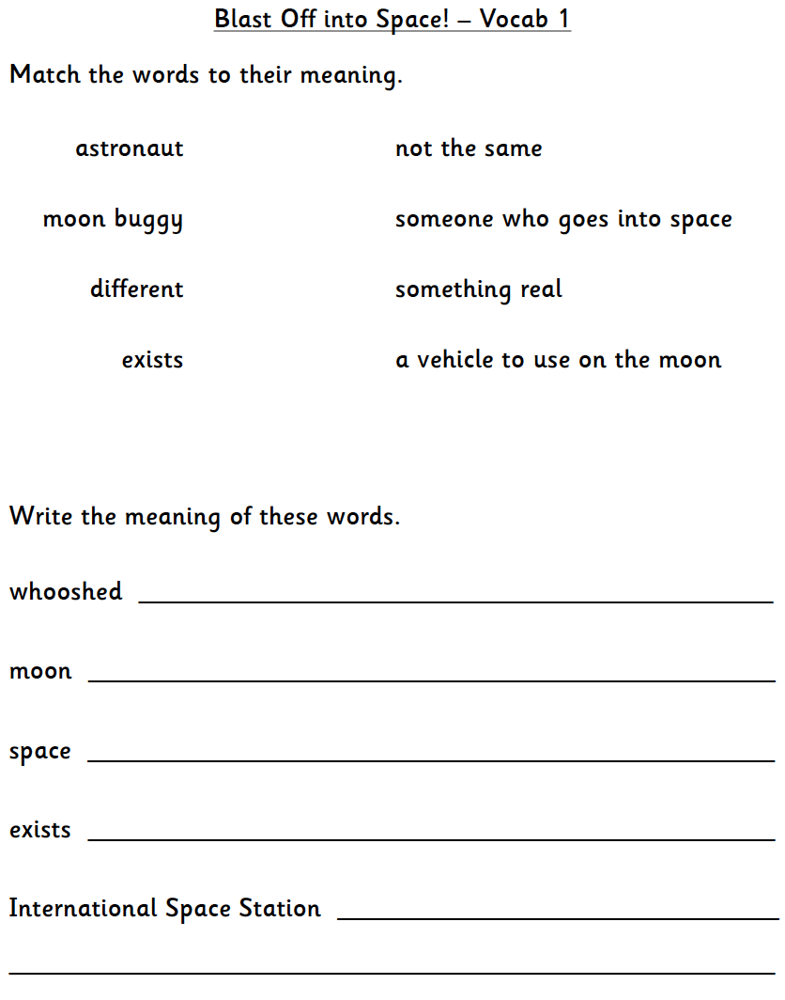 Blast Off into Space! – Vocab 1
Match the words to their meaning.
astronaut not the same
moon buggy someone who goes into space
different something real
exists a vehicle to use on the moon
Write the meaning of these words.
whooshed
moon
space
exists
International Space Station